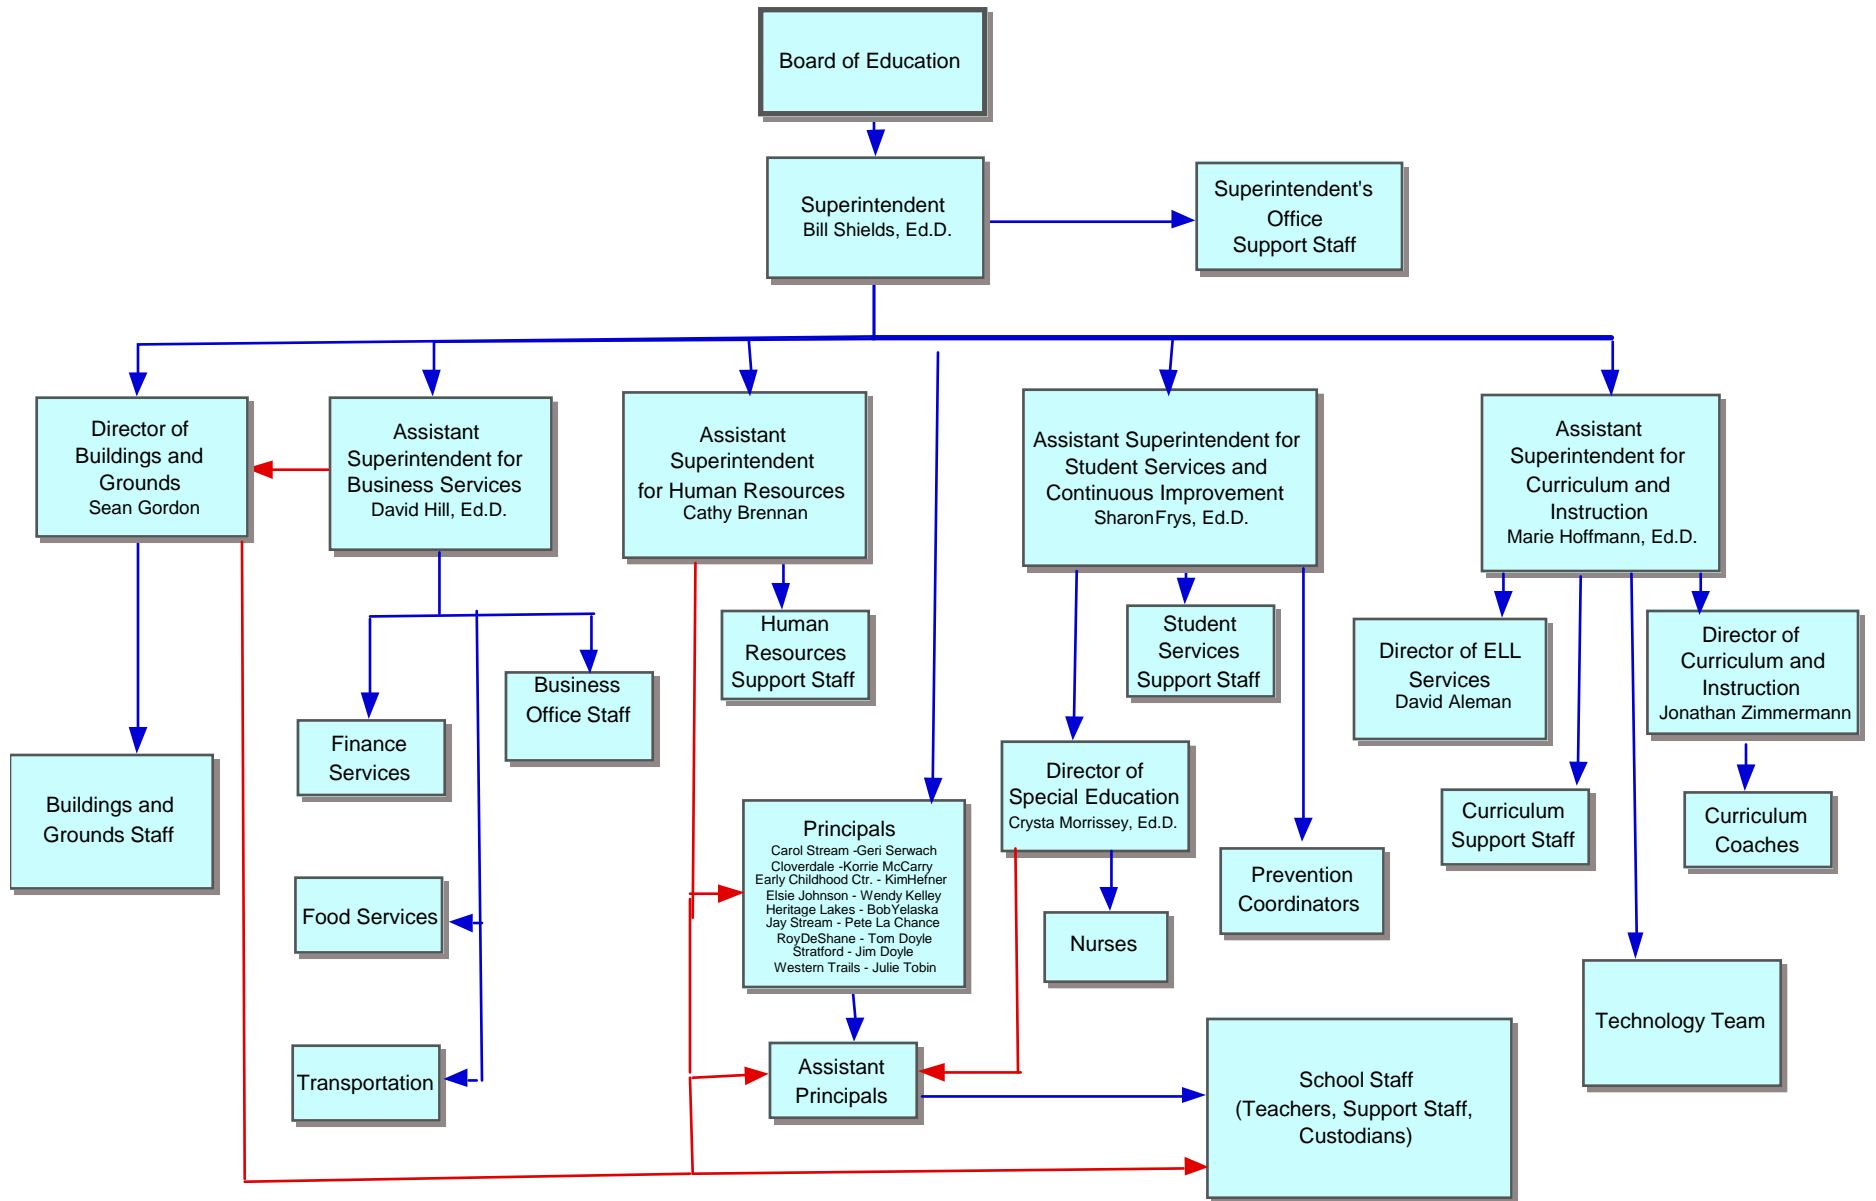 Board of Education
Superintendent
Bill Shields, Ed.D.
Superintendent's
Office
Support Staff
Director of
Buildings and
Grounds
Sean Gordon
Assistant
Superintendent for
Business Services
David Hill, Ed.D.
Assistant
Superintendent
for Human Resources
Cathy Brennan
Assistant Superintendent for
Student Services and
Continuous Improvement
SharonFrys, Ed.D.
Assistant
Superintendent for
Curriculum and
Instruction
Marie Hoffmann, Ed.D.
Human
Resources
Support Staff
Student
Services
Support Staff
Director of ELL
Services
David Aleman
Director of
Curriculum and
Instruction
Jonathan Zimmermann
Business
Office Staff
Finance
Services
Buildings and
Grounds Staff
Director of
Special Education
Crysta Morrissey, Ed.D.
Curriculum
Support Staff
Curriculum
Coaches
Principals
Carol Stream -Geri Serwach
Cloverdale -Korrie McCarry
Early Childhood Ctr. - KimHefner
Elsie Johnson - Wendy Kelley
Heritage Lakes - BobYelaska
Jay Stream - Pete La Chance
RoyDeShane - Tom Doyle
Stratford - Jim Doyle
Western Trails - Julie Tobin
Prevention
Coordinators
Food Services
Nurses
Technology Team
Transportation
Assistant
Principals
School Staff
(Teachers, Support Staff,
Custodians)